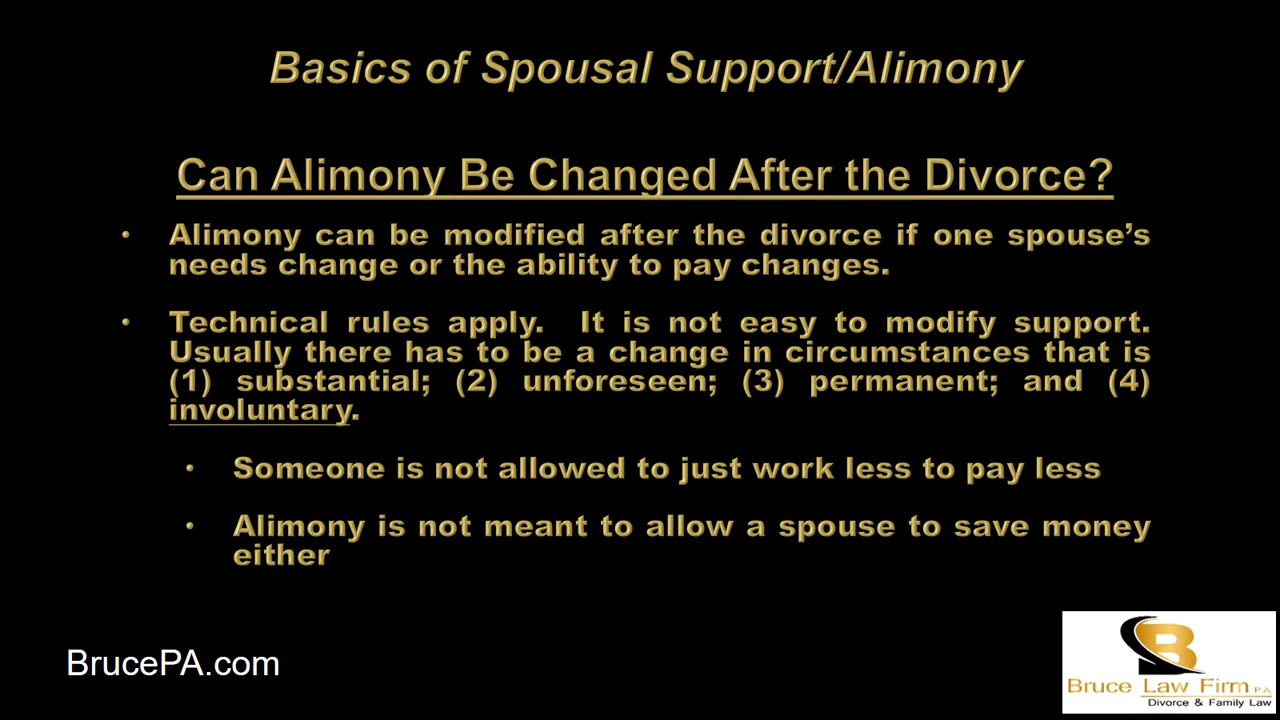 Basics of Spousal Support/Alimony
Can Alimony Be Changed After the Divorce?
• Alimony can be modified after the divorce if one spouse’s
needs change or the ability to pay changes.
• Technical rules apply. It is not easy to modify support.
Usually there has to be a change in circumstances that is
(1) substantial; (2) unforeseen; (3) permanent; and (4)
involuntary.
• Someone is not allowed to just work less to pay less
• Alimony is not meant to allow a spouse to save money
either
BrucePA.com
B
Bruce Law Firm P.A.
Divorce & Family Law